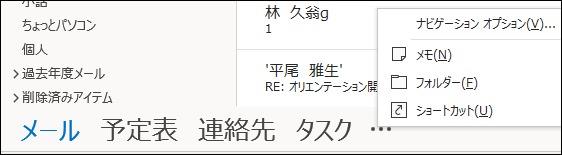 小話
ちょっとパソコン
個人
過去年度メール
削除済みアイテム
林　久翁g
1
'平尾　雅生'
RE: オリエンテーション開
ナビゲーション オプション(V)...
メモ(N)
フォルダー(F)
ショートカット(U)
メール 予定表 連絡先 タスク ···